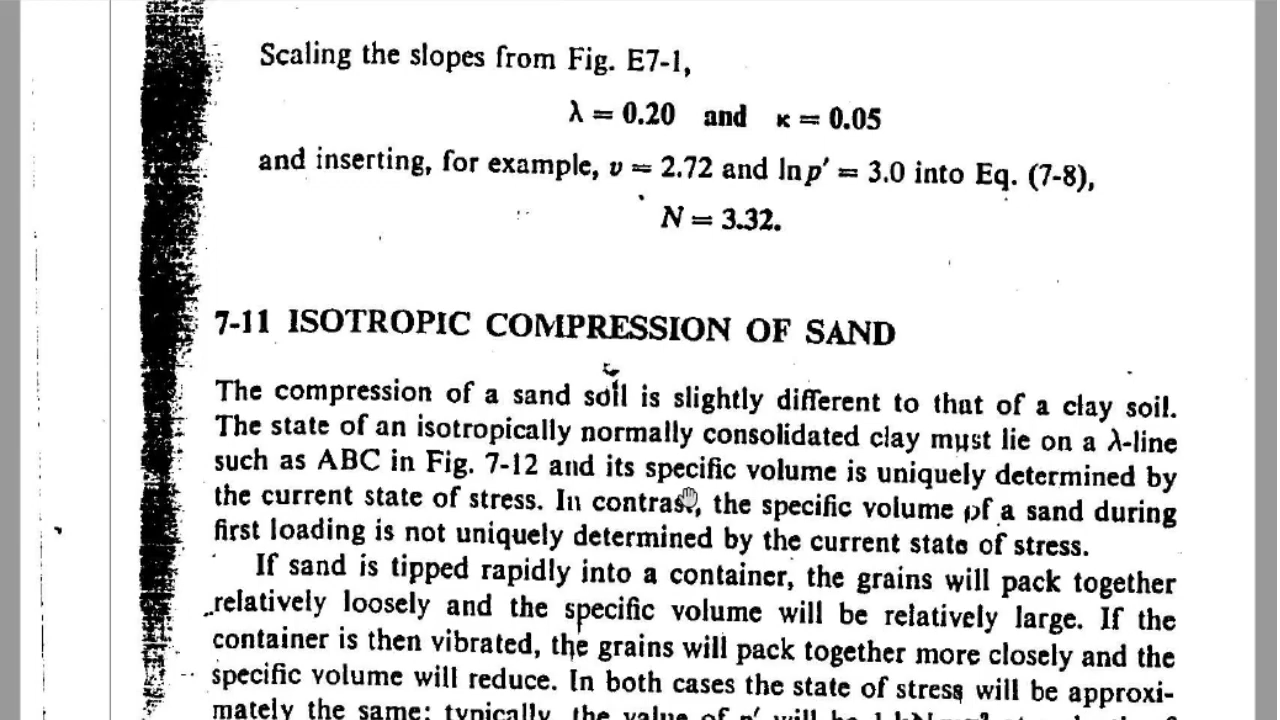 Scaling the slopes from Fig. E7-1,
λ = 0.20 and κ = 0.05
and inserting, for example, v = 2.72 and ln p′ = 3.0 into Eq. (7-8),
N = 3.32.
7-11 ISOTROPIC COMPRESSION OF SAND
The compression of a sand soil is slightly different to that of a clay soil.
The state of an isotropically normally consolidated clay must lie on a λ-line
such as ABC in Fig. 7-12 and its specific volume is uniquely determined by
the current state of stress. In contrast, the specific volume of a sand during
first loading is not uniquely determined by the current state of stress.
If sand is tipped rapidly into a container, the grains will pack together
relatively loosely and the specific volume will be relatively large. If the
container is then vibrated, the grains will pack together more closely and the
specific volume will reduce. In both cases the state of stress will be approxi-
mately the same; typically, the value of p′ will be 1